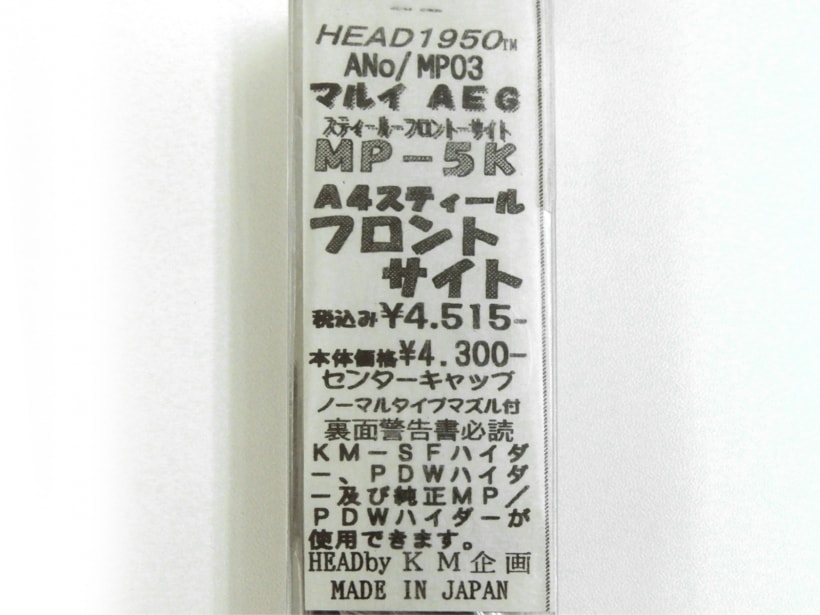 HEAD1950™
ANo/MP03
マルイ AEG
スティールーフロントーサイト
MP-5K
A4スティール
フロント
サイト
税込み¥4.515-
本体価格¥4.300-
センターキャップ
ノーマルタイプマズル付
裏面警告書必読
KM-SFハイダ
ー、PDWハイダ
ー及び純正MP/
PDWハイダーが
使用できます。
HEADby KM企画
MADE IN JAPAN